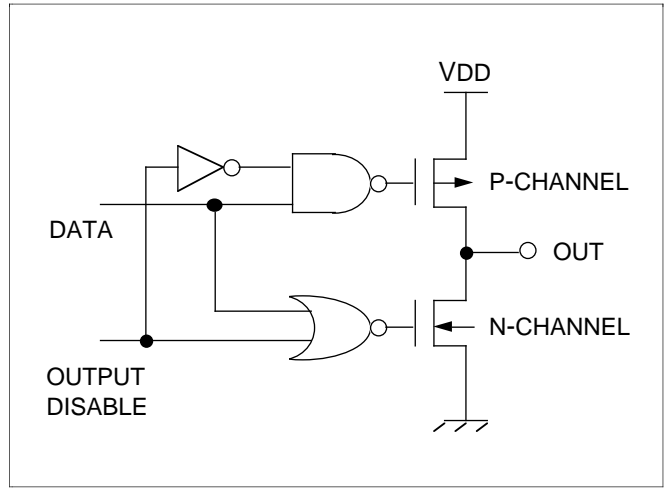 VDD
P-CHANNEL
DATA
OUT
N-CHANNEL
OUTPUT
DISABLE